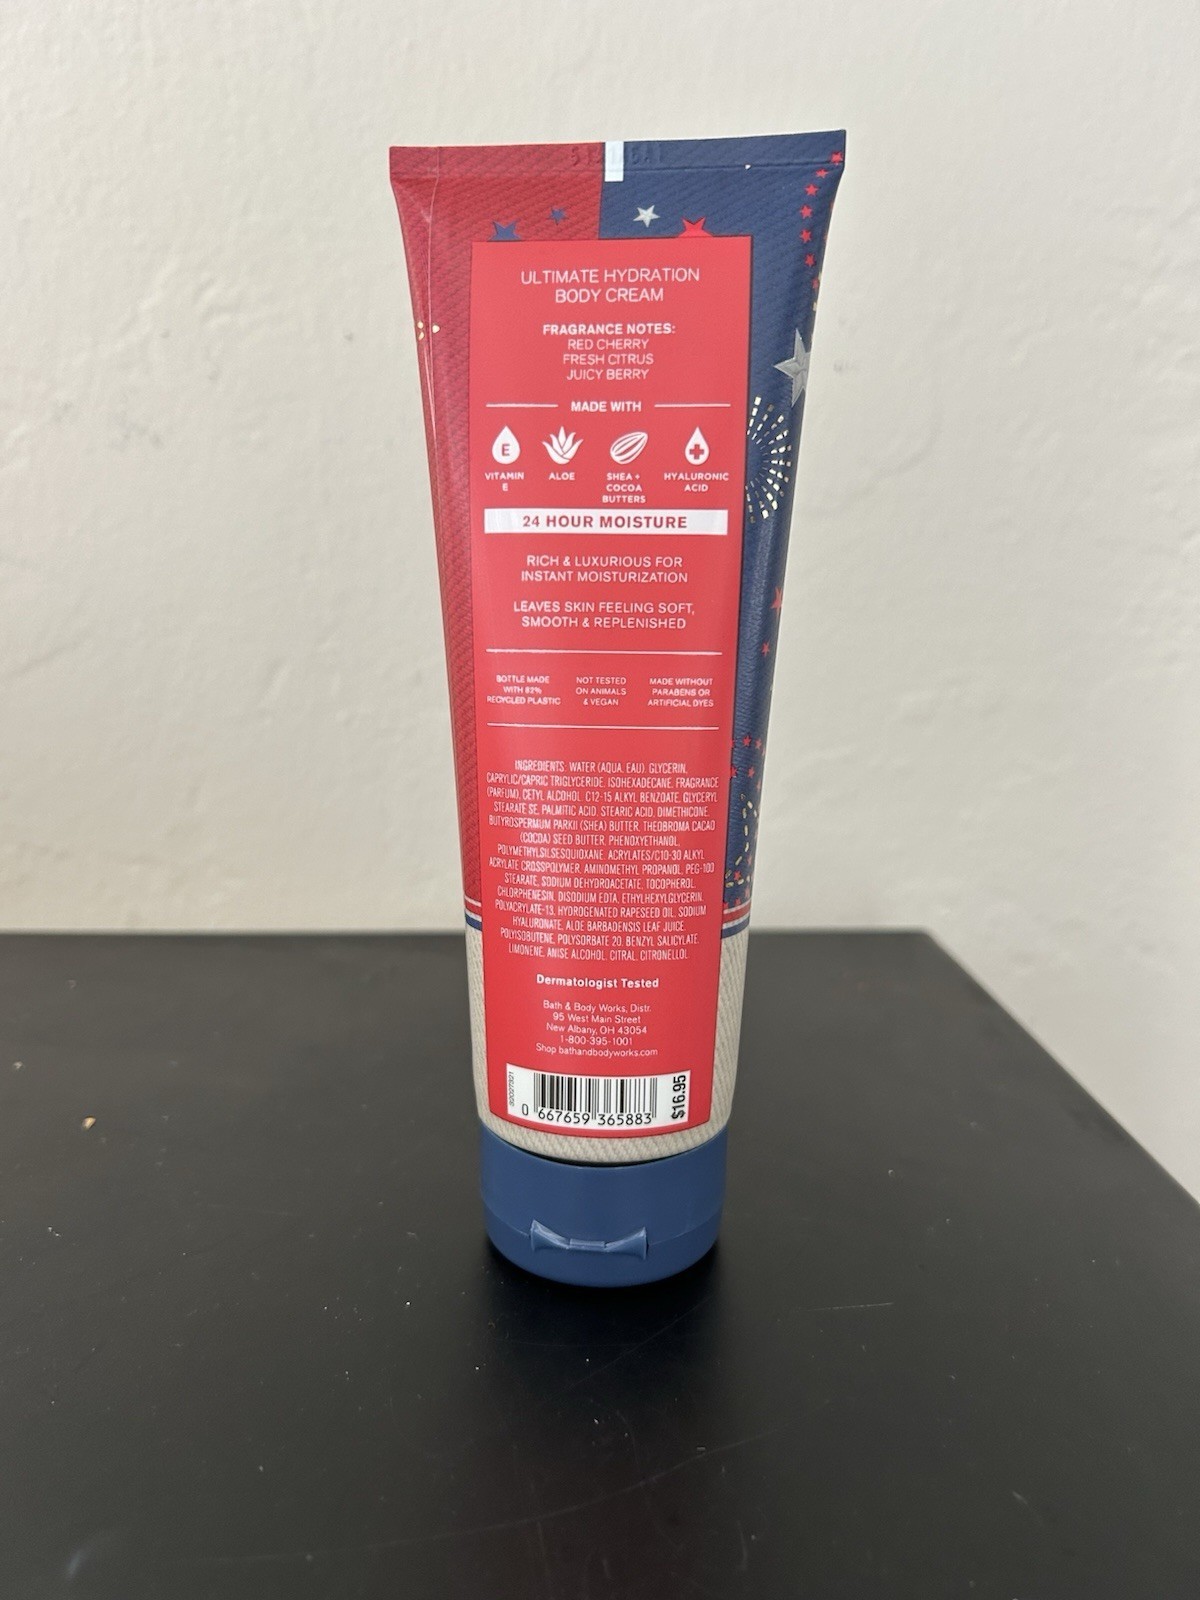 ULTIMATE HYDRATION
BODY CREAM
FRAGRANCE NOTES:
RED CHERRY
FRESH CITRUS
JUICY BERRY
MADE WITH
E
VITAMIN
E
ALOE
SHEA +
COCOA
BUTTERS
HYALURONIC
ACID
24 HOUR MOISTURE
RICH & LUXURIOUS FOR
INSTANT MOISTURIZATION
LEAVES SKIN FEELING SOFT,
SMOOTH & REPLENISHED
BOTTLE MADE
WITH 82%
RECYCLED PLASTIC
NOT TESTED
ON ANIMALS
& VEGAN
MADE WITHOUT
PARABENS OR
ARTIFICIAL DYES
INGREDIENTS: WATER (AQUA, EAU), GLYCERIN,
CAPRYLIC/CAPRIC TRIGLYCERIDE, ISOHEXADECANE, FRAGRANCE
(PARFUM), CETYL ALCOHOL, C12-15 ALKYL BENZOATE, GLYCERYL
STEARATE SE, PALMITIC ACID, STEARIC ACID, DIMETHICONE,
BUTYROSPERMUM PARKII (SHEA) BUTTER, THEOBROMA CACAO
(COCOA) SEED BUTTER, PHENOXYETHANOL,
POLYMETHYLSILSESQUIOXANE, ACRYLATES/C10-30 ALKYL
ACRYLATE CROSSPOLYMER, AMINOMETHYL PROPANOL, PEG-100
STEARATE, SODIUM DEHYDROACETATE, TOCOPHEROL,
CHLORPHENESIN, DISODIUM EDTA, ETHYLHEXYLGLYCERIN,
POLYACRYLATE-13, HYDROGENATED RAPESEED OIL, SODIUM
HYALURONATE, ALOE BARBADENSIS LEAF JUICE,
POLYISOBUTENE, POLYSORBATE 20, BENZYL SALICYLATE,
LIMONENE, ANISE ALCOHOL, CITRAL, CITRONELLOL
Dermatologist Tested
Bath & Body Works, Distr.
95 West Main Street
New Albany, OH 43054
1-800-395-1001
Shop bathandbodyworks.com
0 667659 365883
$16.95